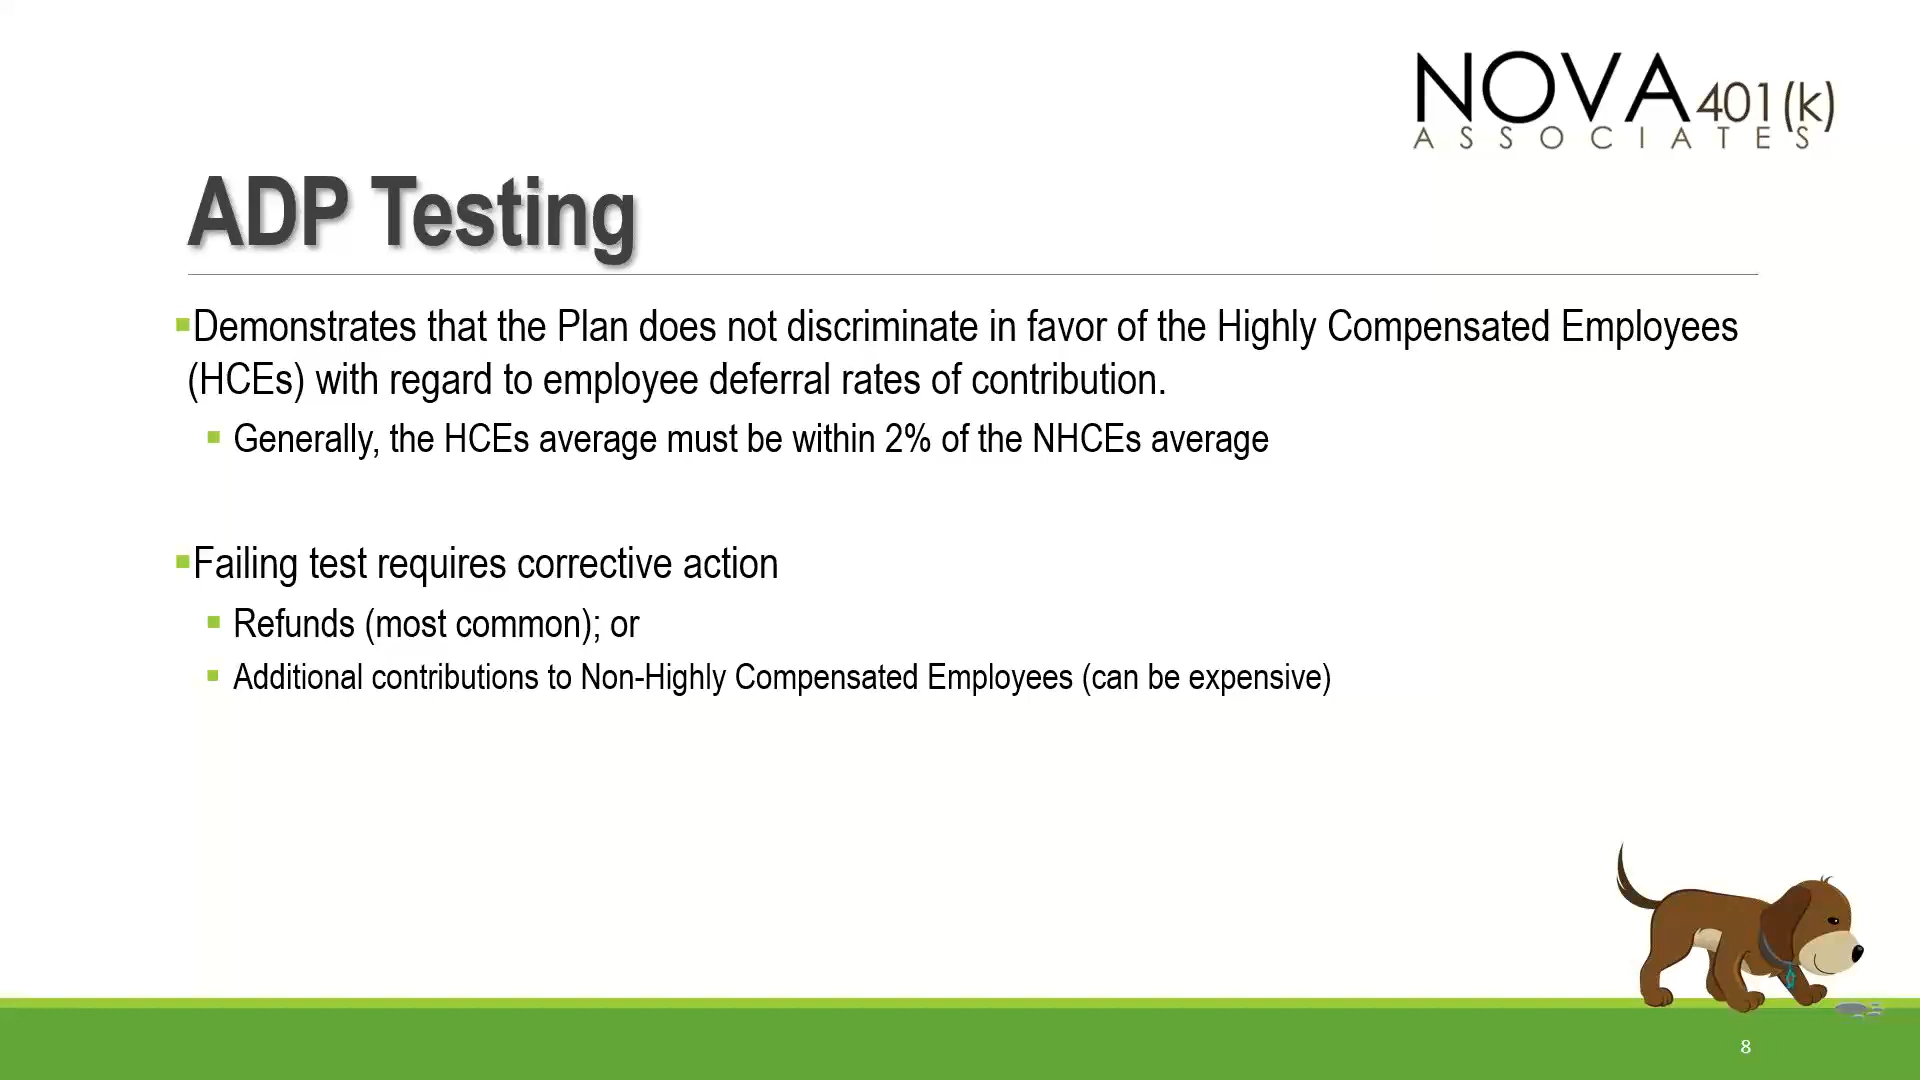 NOVA 401(k)
ASSOCIATES
ADP Testing
Demonstrates that the Plan does not discriminate in favor of the Highly Compensated Employees
(HCEs) with regard to employee deferral rates of contribution.
Generally, the HCEs average must be within 2% of the NHCEs average
Failing test requires corrective action
Refunds (most common); or
Additional contributions to Non-Highly Compensated Employees (can be expensive)
8